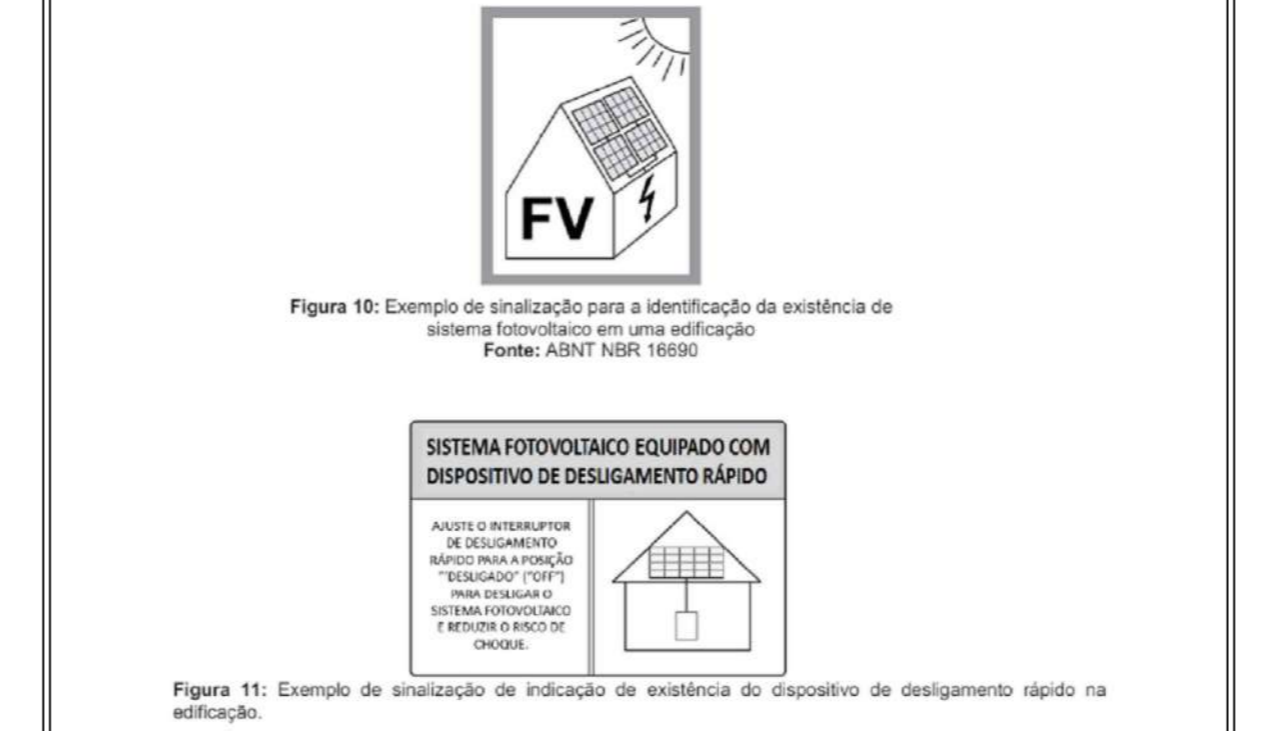 FV
Figura 10: Exemplo de sinalização para a identificação da existência de
sistema fotovoltaico em uma edificação
Fonte: ABNT NBR 16690
SISTEMA FOTOVOLTAICO EQUIPADO COM
DISPOSITIVO DE DESLIGAMENTO RÁPIDO
AJUSTE O INTERRUPTOR
DE DESLIGAMENTO
RÁPIDO PARA A POSIÇÃO
""DESLIGADO" ("OFF")
PARA DESLIGAR O
SISTEMA FOTOVOLTAICO
E REDUZIR O RISCO DE
CHOQUE.
Figura 11: Exemplo de sinalização de indicação de existência do dispositivo de desligamento rápido na
edificação.